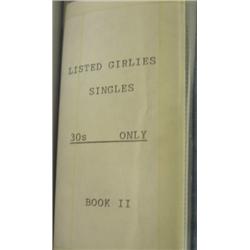 LISTED GIRLIES
SINGLES
30s ONLY
BOOK II